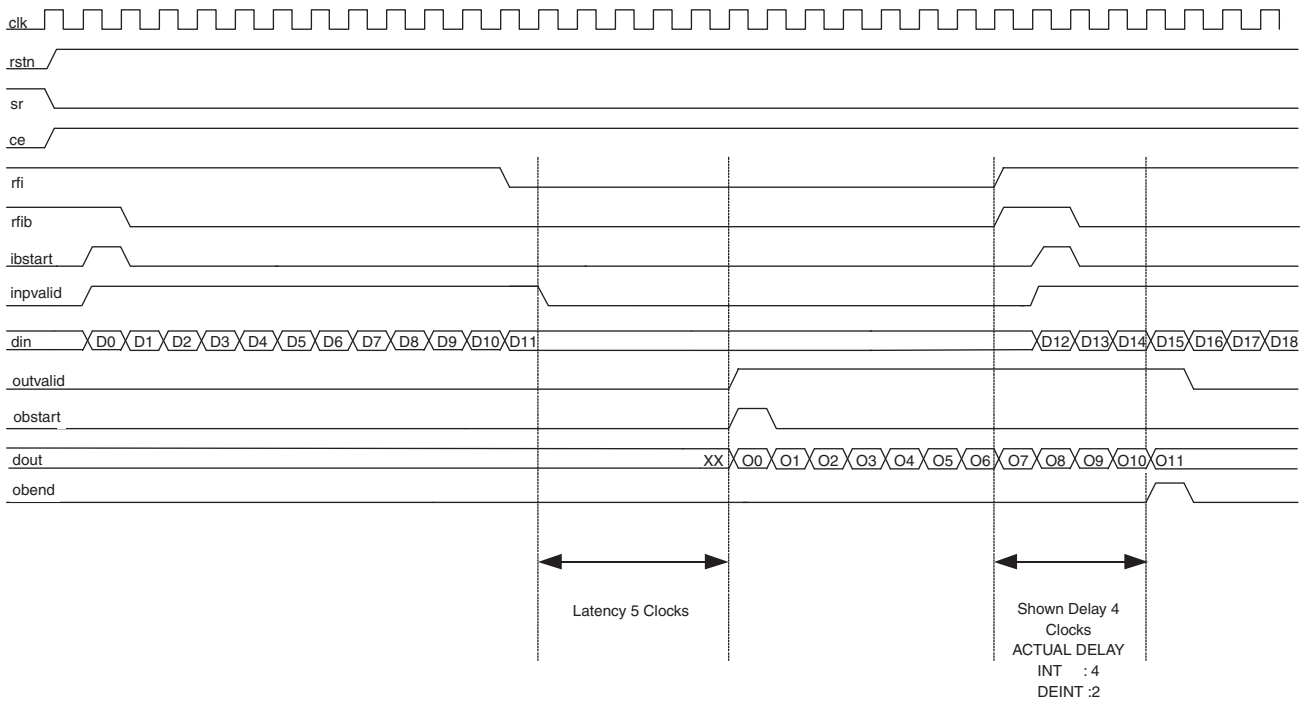 clk
rstn
sr
ce
rfi
rfib
ibstart
inpvalid
din D0 D1 D2 D3 D4 D5 D6 D7 D8 D9 D10 D11 D12 D13 D14 D15 D16 D17 D18
outvalid
obstart
dout XX O0 O1 O2 O3 O4 O5 O6 O7 O8 O9 O10 O11
obend
Latency 5 Clocks
Shown Delay 4
Clocks
ACTUAL DELAY
INT : 4
DEINT :2